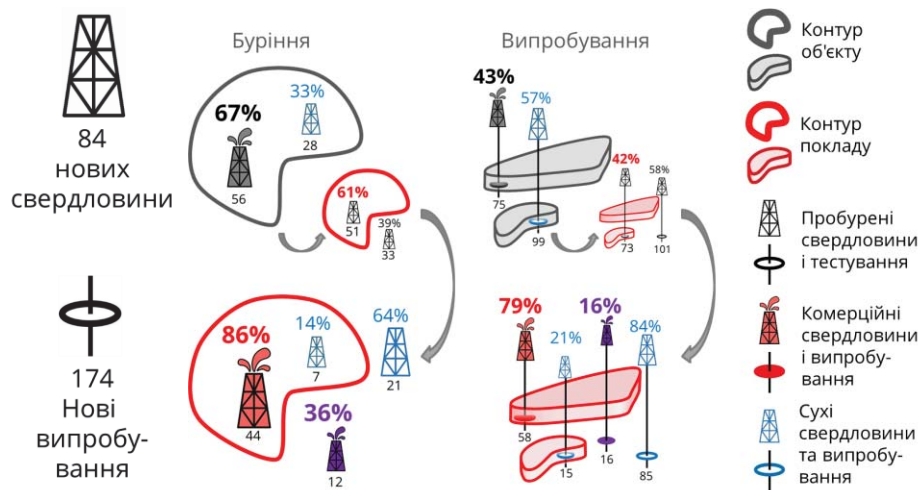 84
нових
свердловини
174
Нові
випробу-
вання
Буріння
67%
56
33%
28
61%
51
39%
33
86%
44
14%
7
64%
21
36%
12
Випробування
43%
75
57%
99
42%
73
58%
101
79%
58
21%
15
16%
16
84%
85
Контур
об'єкту
Контур
покладу
Пробурені
свердловини
і тестування
Комерційні
свердловини
і випробу-
вання
Сухі
свердловини
та випробу-
вання